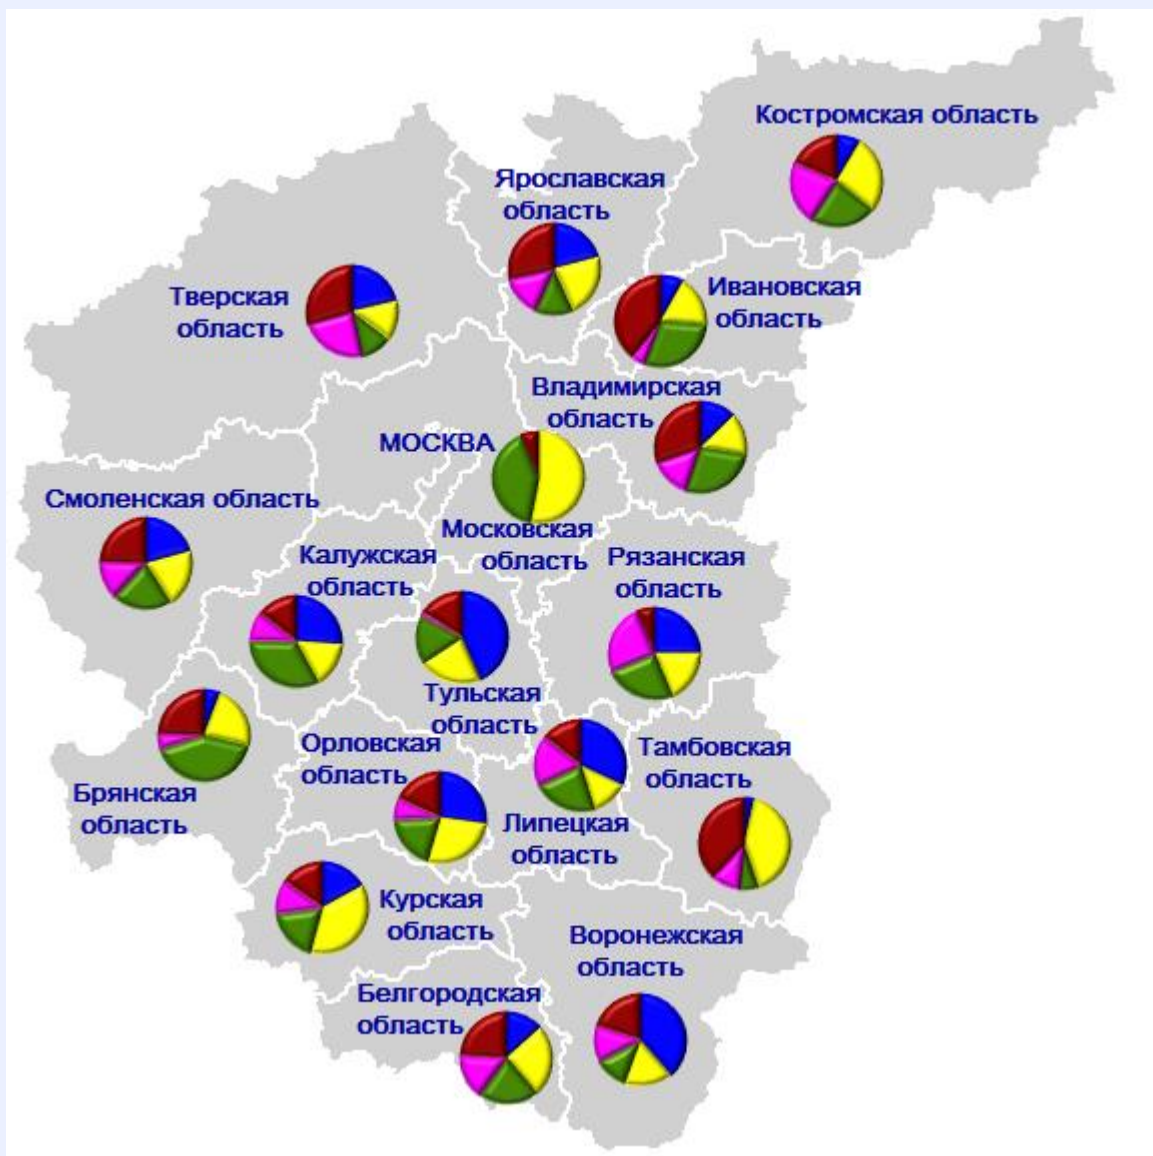 Костромская область
Ярославская
область
Тверская
область
Ивановская
область
Владимирская
область
МОСКВА
Смоленская область
Московская
область
Калужская
область
Рязанская
область
Тульская
область
Орловская
область
Тамбовская
область
Брянская
область
Липецкая
область
Курская
область
Воронежская
область
Белгородская
область